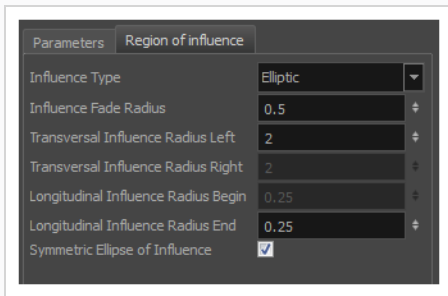 Parameters Region of influence
Influence Type Elliptic
Influence Fade Radius 0.5
Transversal Influence Radius Left 2
Transversal Influence Radius Right 2
Longitudinal Influence Radius Begin 0.25
Longitudinal Influence Radius End 0.25
Symmetric Ellipse of Influence